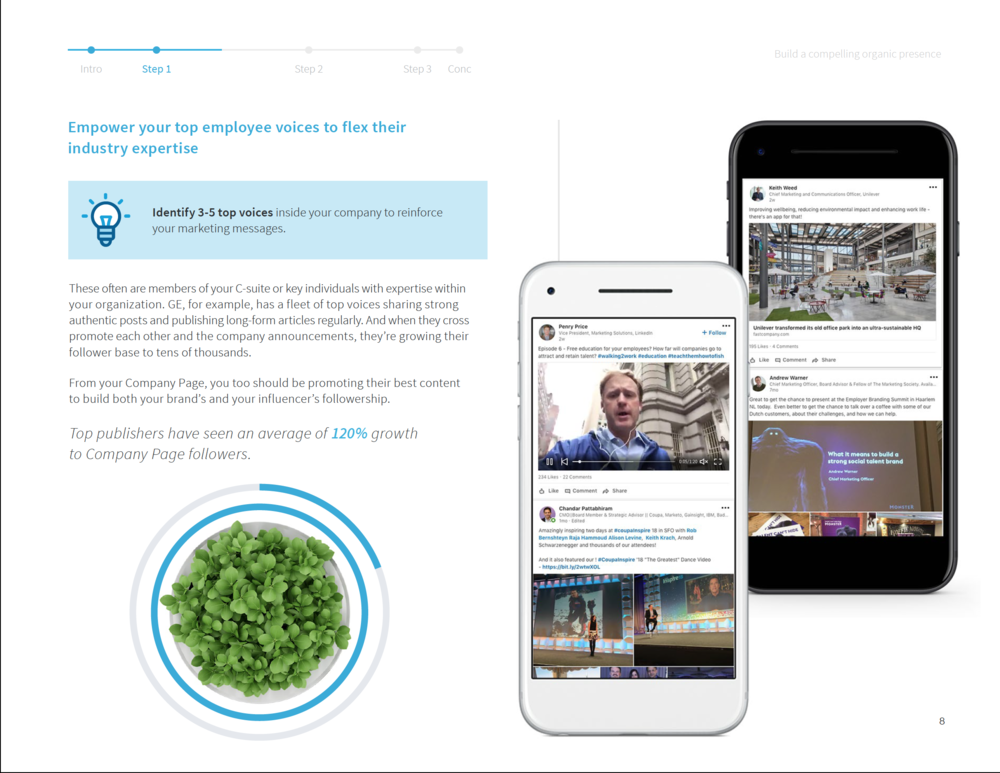 Intro
Step 1
Step 2
Step 3
Conc
Build a compelling organic presence
Empower your top employee voices to flex their
industry expertise
Identify 3-5 top voices inside your company to reinforce
your marketing messages.
These often are members of your C-suite or key individuals with expertise within
your organization. GE, for example, has a fleet of top voices sharing strong
authentic posts and publishing long-form articles regularly. And when they cross
promote each other and the company announcements, they're growing their
follower base to tens of thousands.
From your Company Page, you too should be promoting their best content
to build both your brand's and your influencer's followership.
Top publishers have seen an average of 120% growth
to Company Page followers.
Penry Price
Vice President, Marketing Solutions, LinkedIn
2w
+ Follow
Episode 6 - Free education for your employees? How far will companies go to
attract and retain talent? #walking2work #education #teachthemhowtofish
0:05/1:20
234 Likes · 22 Comments
Like
Comment
Share
Chandar Pattabhiram
CMO/Board Member & Strategic Advisor | Coupa, Marketo, Gainsight, IBM, Bad...
7mo · Edited
Amazingly inspiring two days at #coupainspire 18 in SFO with Rob
Bernshteyn Raja Hammoud Alisan Levine, Keith Krach, Arnold
Schwarzenegger and thousands of our attendees!
And it also featured our ! #CoupaInspire '18 "The Greatest" Dance Video
- https://bit.ly/2wtwXOL
Keith Weed
Chief Marketing and Communications Officer, Unilever
2w
Improving wellbeing, reducing environmental impact and enhancing work life -
there's an app for that!
Unilever transformed its old office park into an ultra-sustainable HQ
fastcompany.com
Likes · 4 Comments
Like
Comment
Share
Andrew Warner
Chief Marketing Officer, Board Advisor & Fellow of The Marketing Society. Availa...
7mo
Great to get the chance to present at the Employer Branding Summit in Haarlem
NL today. Even better to get the chance to talk over a coffee with some of our
Dutch customers, about their challenges, and how we can help.
What it means to build a
strong social talent brand
Andrew Warner
Chief Marketing Officer
MONSTER
8